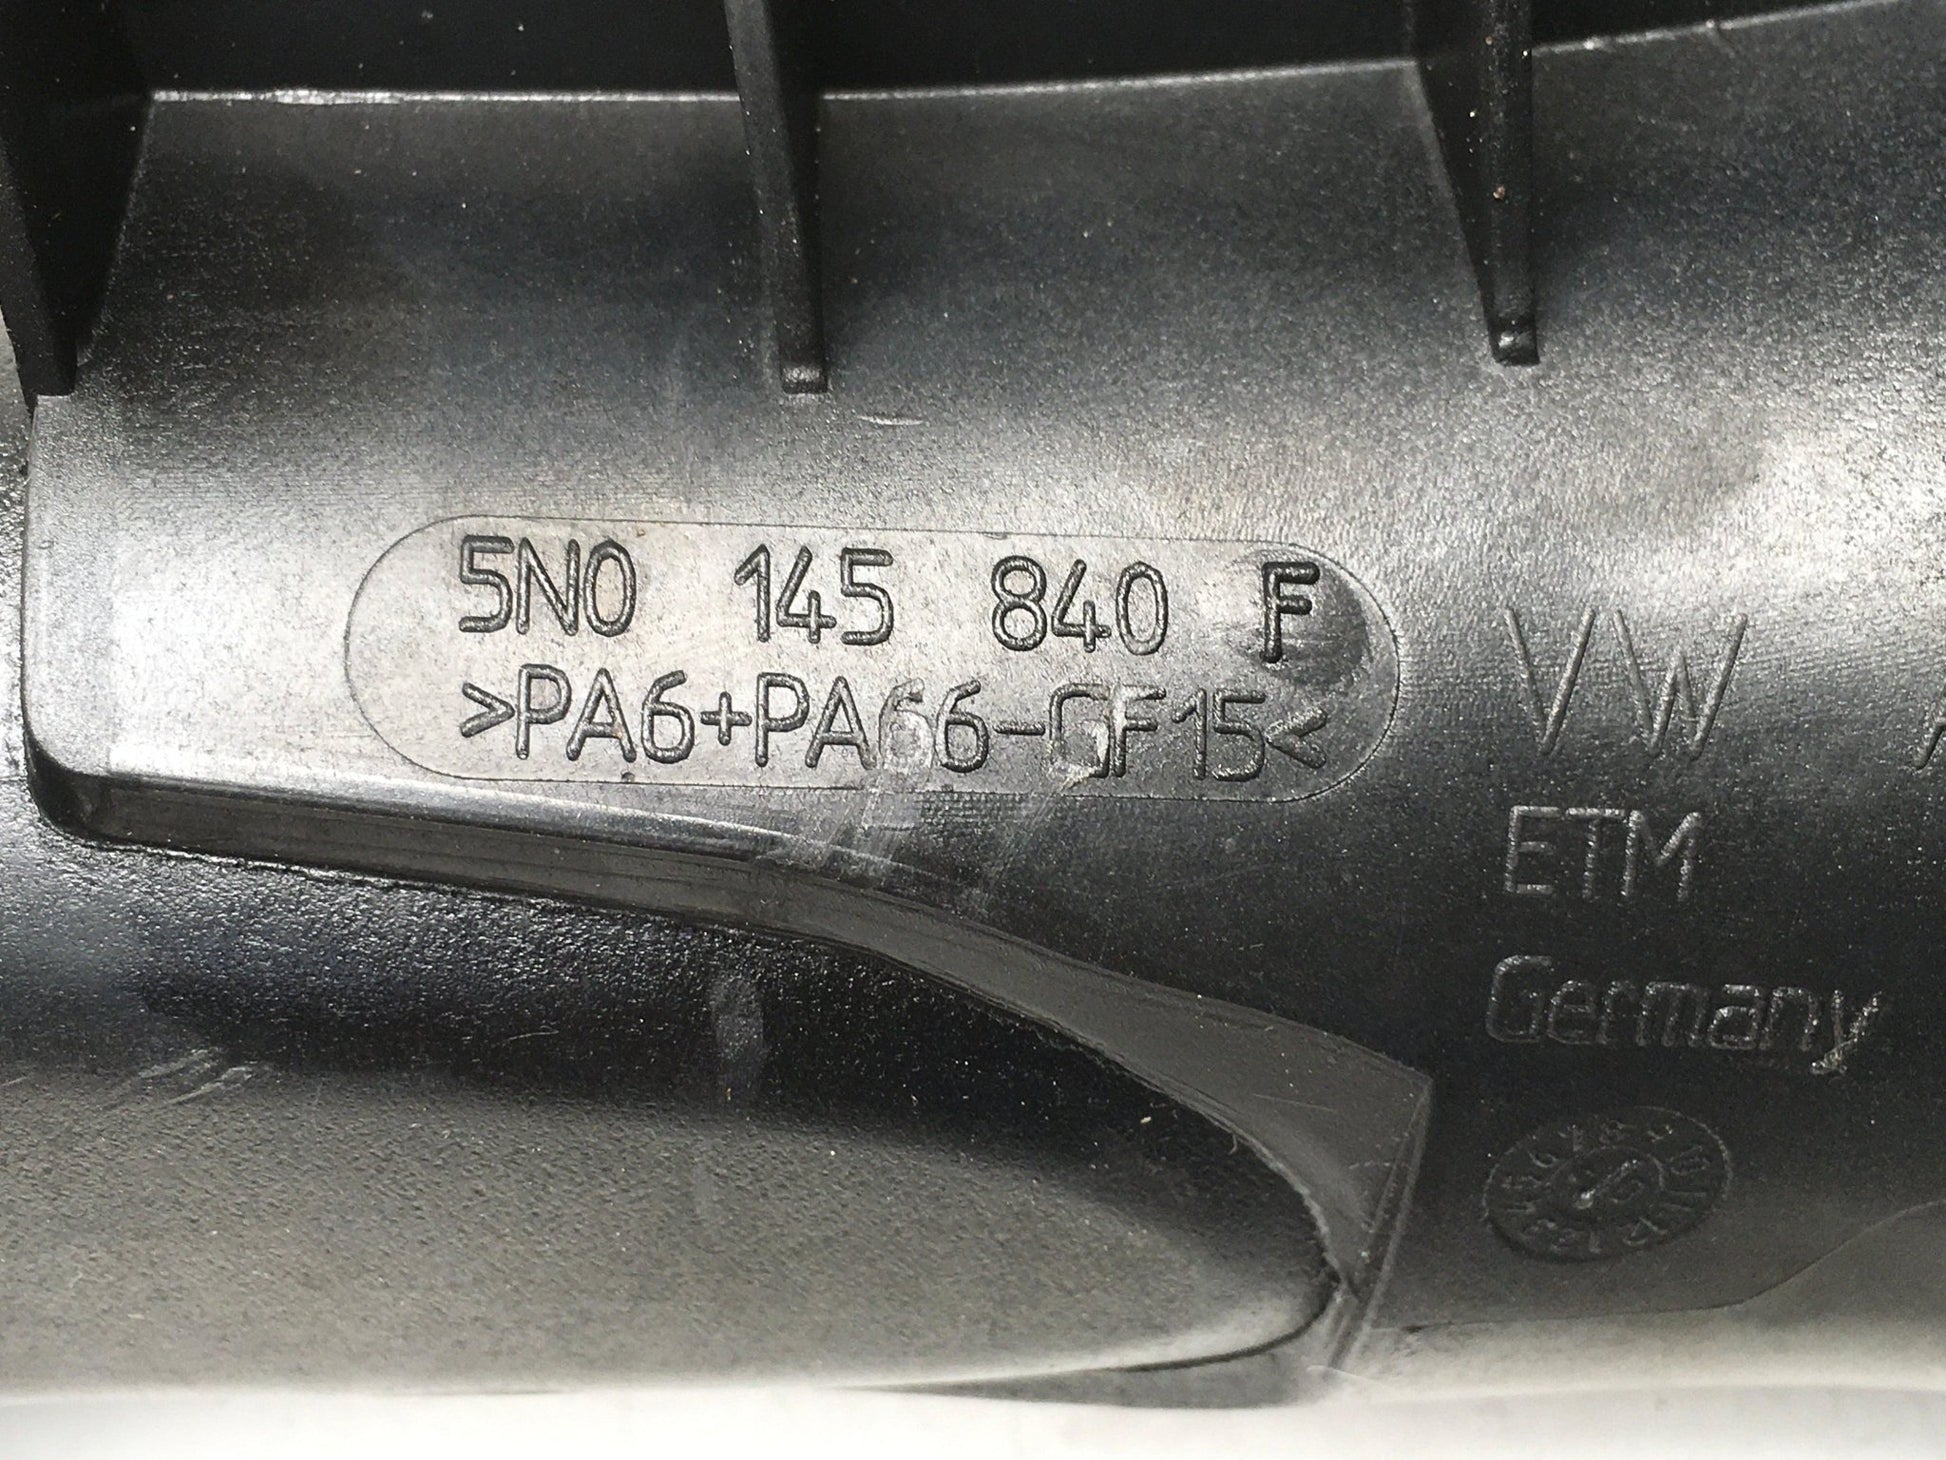 5N0 145 840 F
>PA6+PA66-GF15<
VW
ETM
Germany